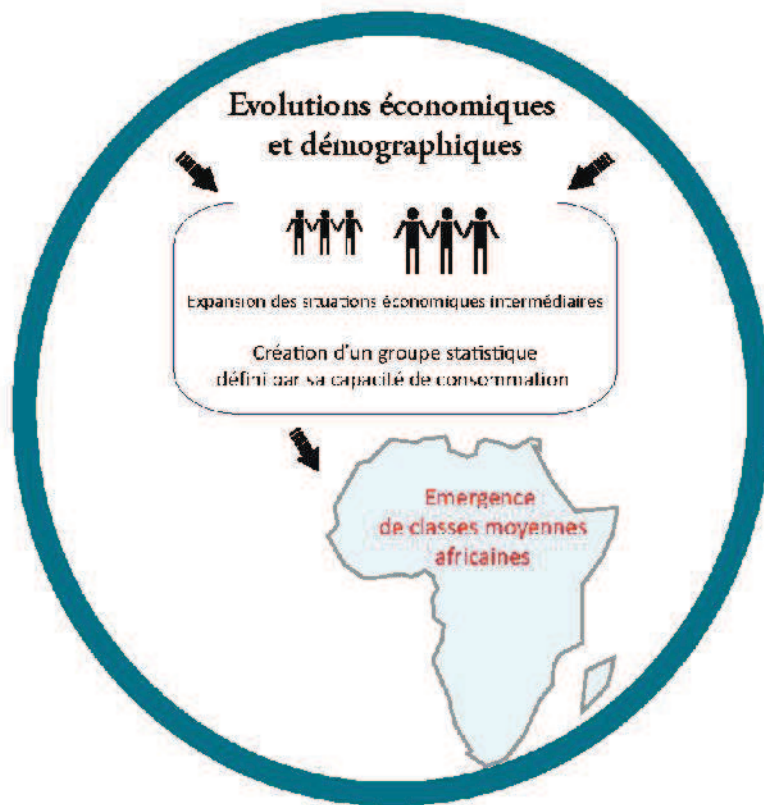 Evolutions économiques
et démographiques
Expansion des situations économiques intermédiaires
Création d'un groupe statistique
défini par sa capacité de consommation
Emergence
de classes moyennes
africaines